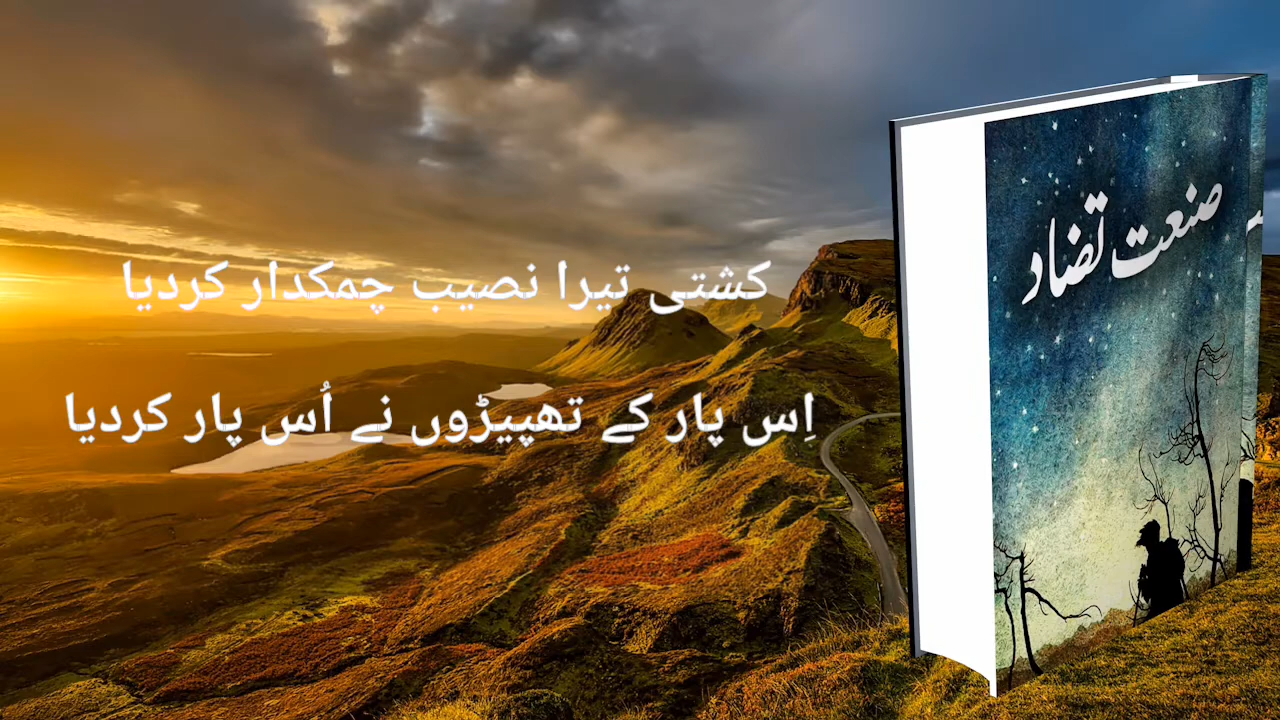 کشتی تیرا نصیب چمکدار کردیا
اِس پار کے تھپیڑوں نے اُس پار کردیا
صنعت تضاد